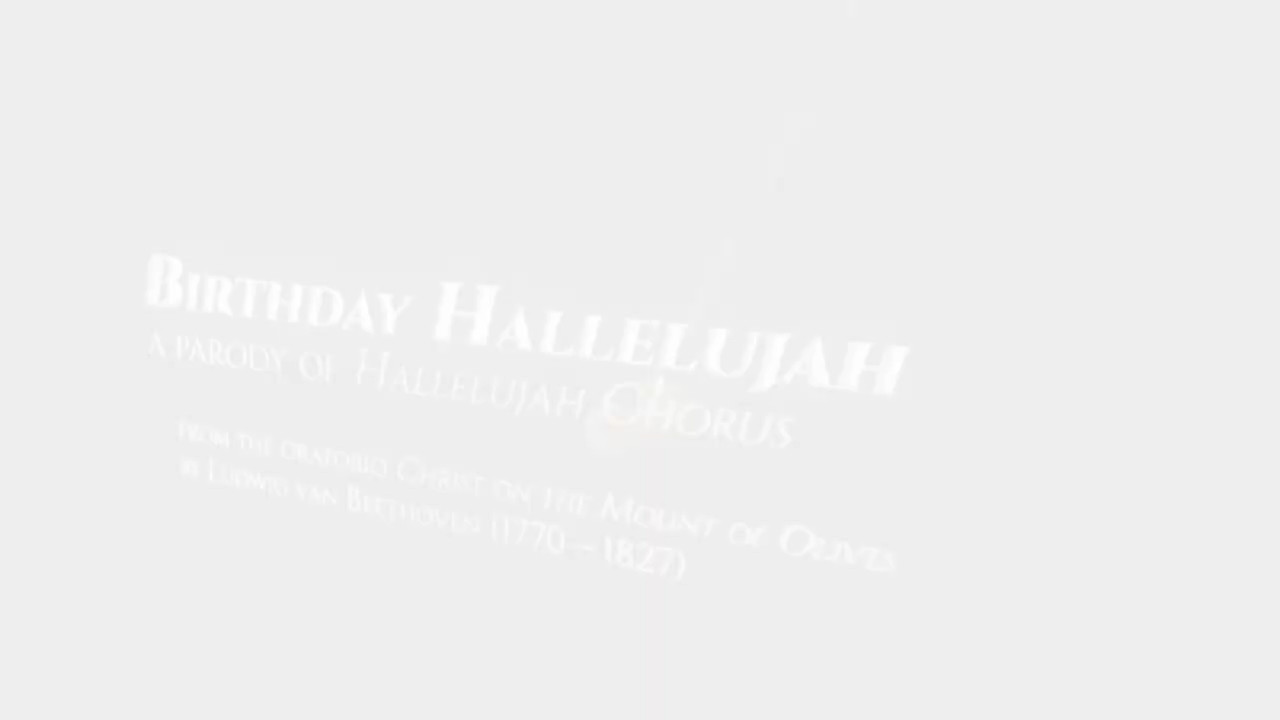 Birthday Hallelujah
a parody of Hallelujah Chorus
from the oratorio Christ on the Mount of Olives
by Ludwig van Beethoven (1770 – 1827)